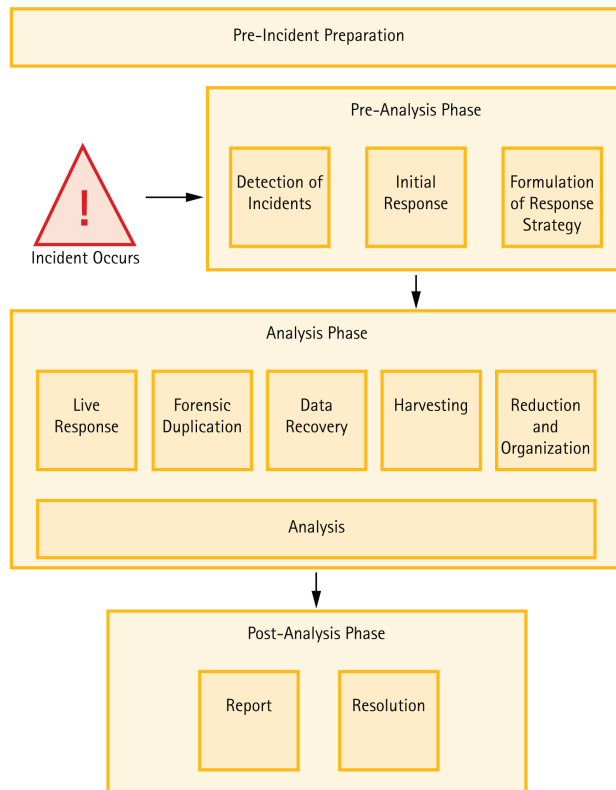 Pre-Incident Preparation
Pre-Analysis Phase
Detection of
Incidents
Initial
Response
Formulation
of Response
Strategy
!
Incident Occurs
Analysis Phase
Live
Response
Forensic
Duplication
Data
Recovery
Harvesting
Reduction
and
Organization
Analysis
Post-Analysis Phase
Report
Resolution